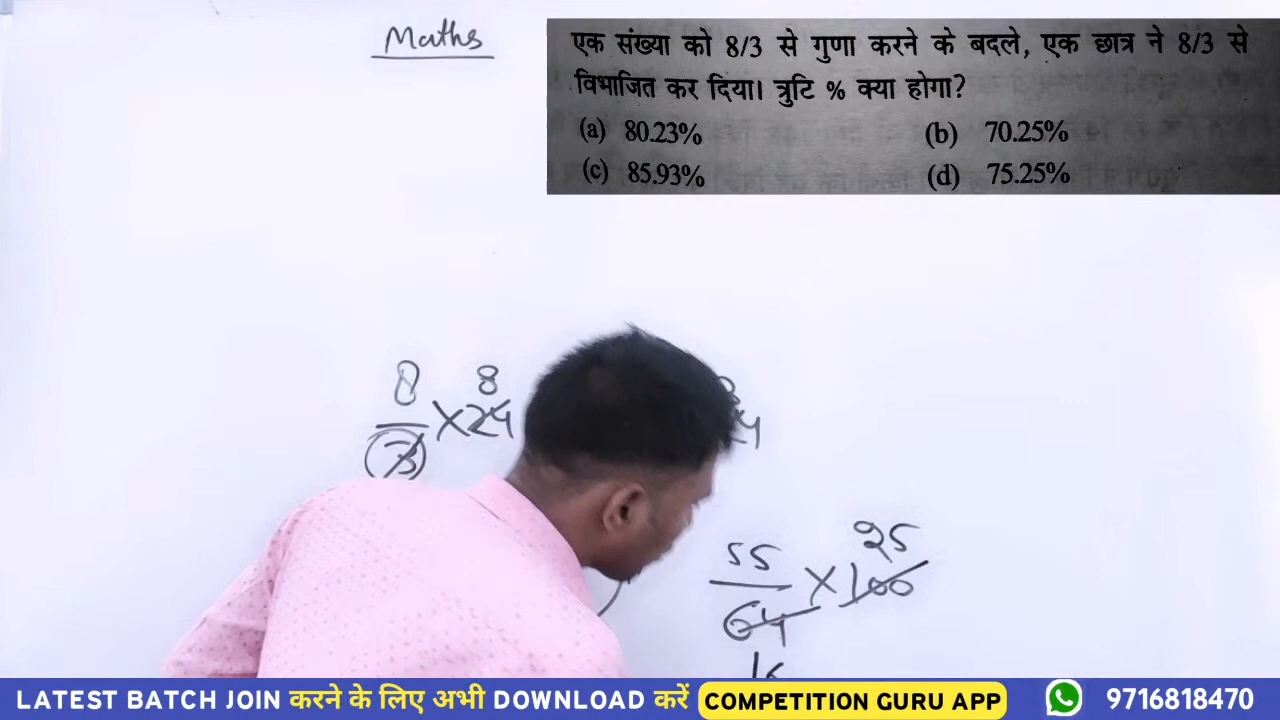 Maths
एक संख्या को 8/3 से गुणा करने के बदले, एक छात्र ने 8/3 से
विभाजित कर दिया। त्रुटि % क्या होगा?
(a) 80.23% (b) 70.25%
(c) 85.93% (d) 75.25%
8 8
3 × 24
55 25
64 × 100
16
LATEST BATCH JOIN करने के लिए अभी DOWNLOAD करें COMPETITION GURU APP 9716818470